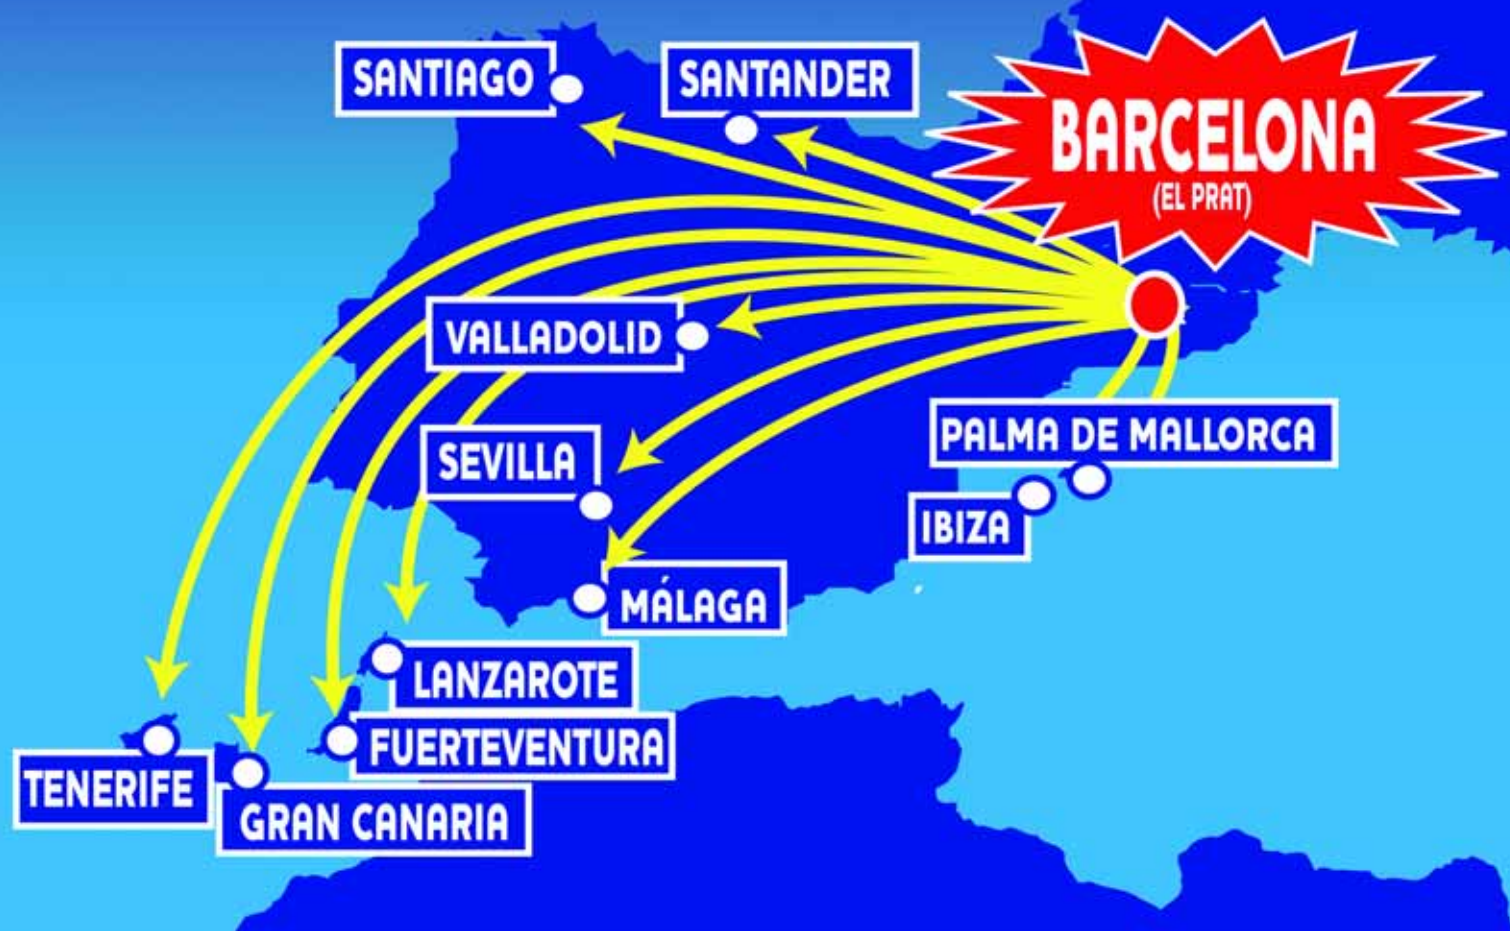 SANTIAGO
SANTANDER
BARCELONA
(EL PRAT)
VALLADOLID
SEVILLA
PALMA DE MALLORCA
IBIZA
MÁLAGA
LANZAROTE
FUERTEVENTURA
TENERIFE
GRAN CANARIA